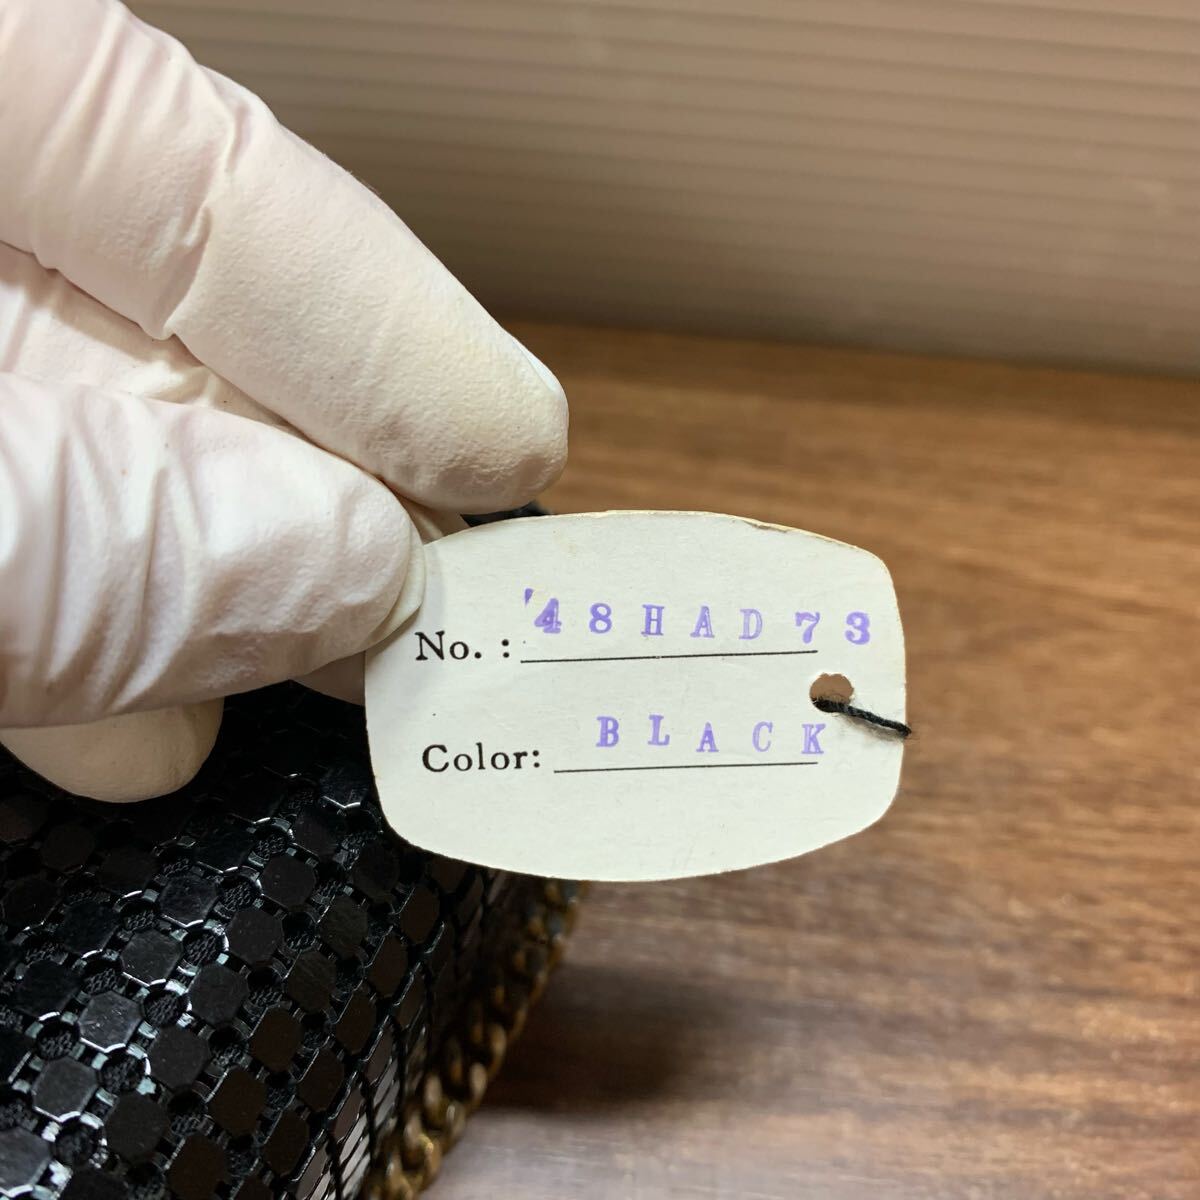 No. : '48HAD73
Color: BLACK